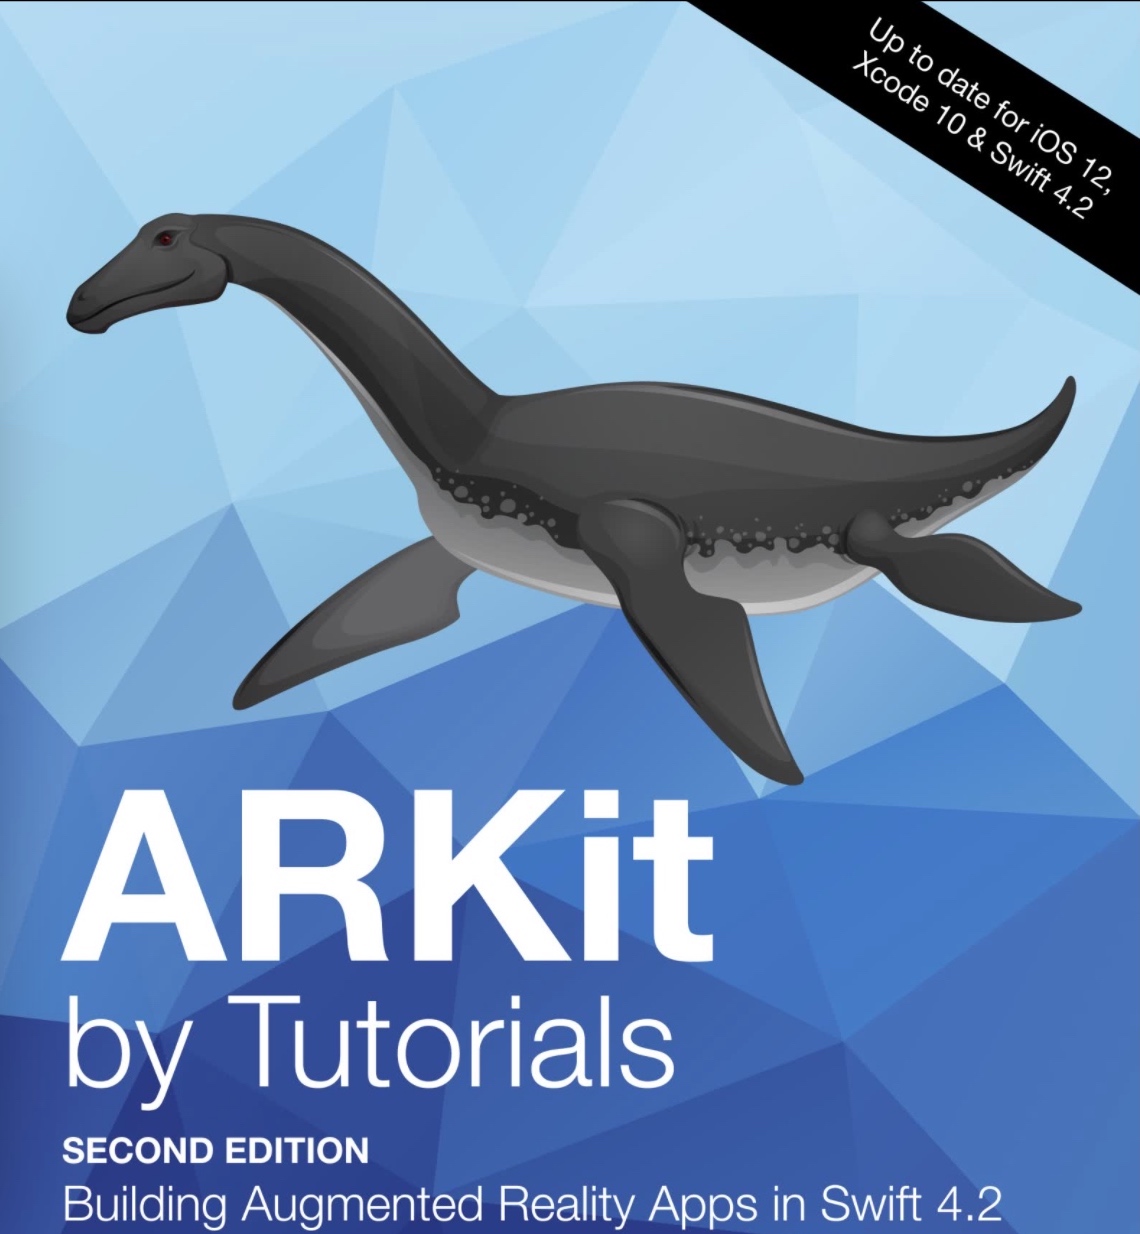 Up to date for iOS 12,
Xcode 10 & Swift 4.2
ARKit
by Tutorials
SECOND EDITION
Building Augmented Reality Apps in Swift 4.2